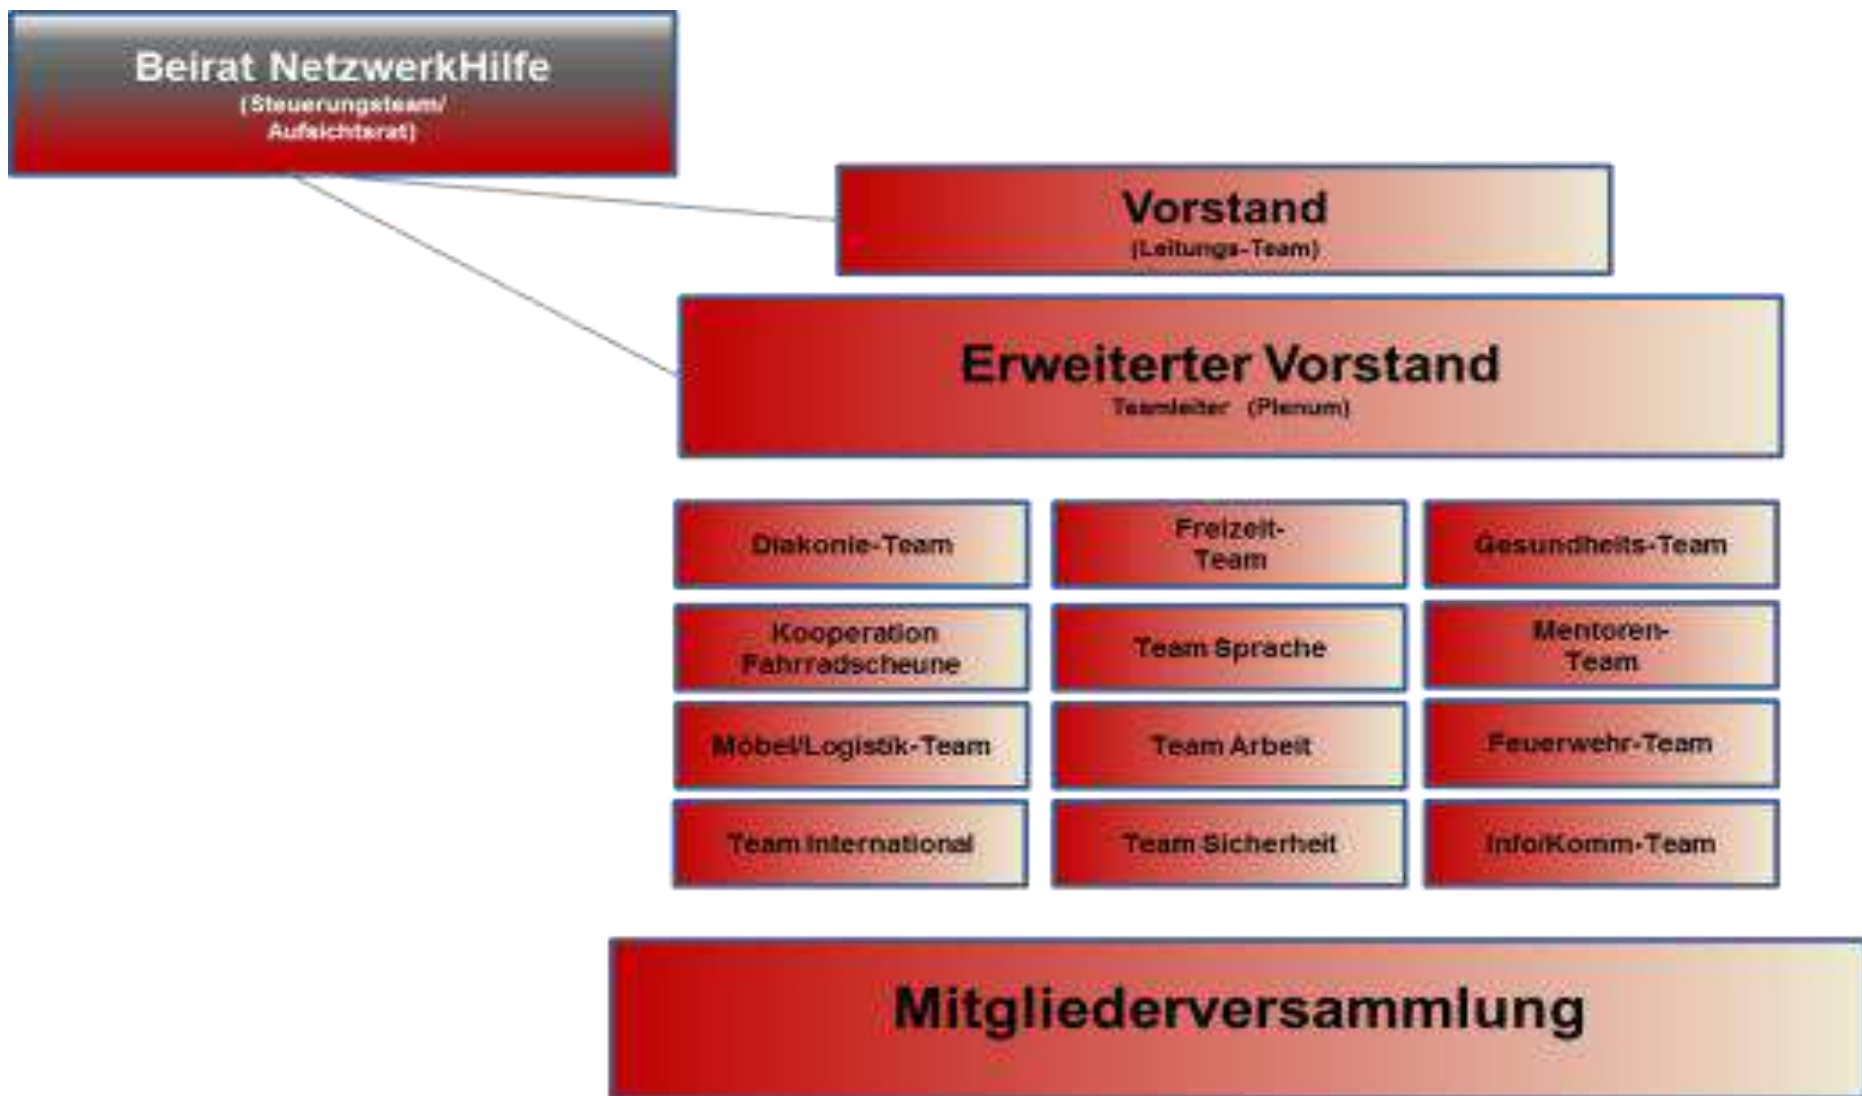 Beirat NetzwerkHilfe
(Steuerungsteam/
Aufsichtsrat)
Vorstand
(Leitungs-Team)
Erweiterter Vorstand
Teamleiter (Plenum)
Diakonie-Team
Freizeit-
Team
Gesundheits-Team
Kooperation
Fahrradscheune
Team Sprache
Mentoren-
Team
Möbel/Logistik-Team
Team Arbeit
Feuerwehr-Team
Team International
Team Sicherheit
Info/Komm-Team
Mitgliederversammlung